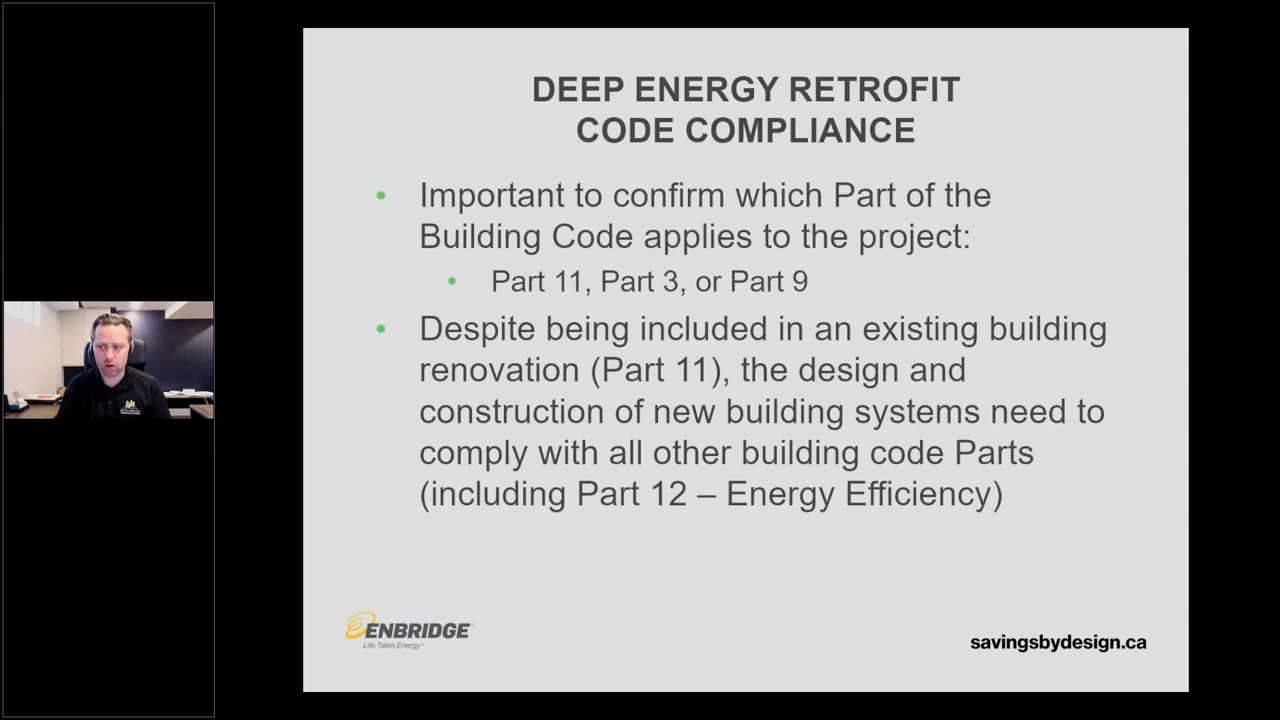 DEEP ENERGY RETROFIT
CODE COMPLIANCE
• Important to confirm which Part of the
Building Code applies to the project:
• Part 11, Part 3, or Part 9
• Despite being included in an existing building
renovation (Part 11), the design and
construction of new building systems need to
comply with all other building code Parts
(including Part 12 – Energy Efficiency)
ENBRIDGE
Life Takes Energy™
savingsbydesign.ca